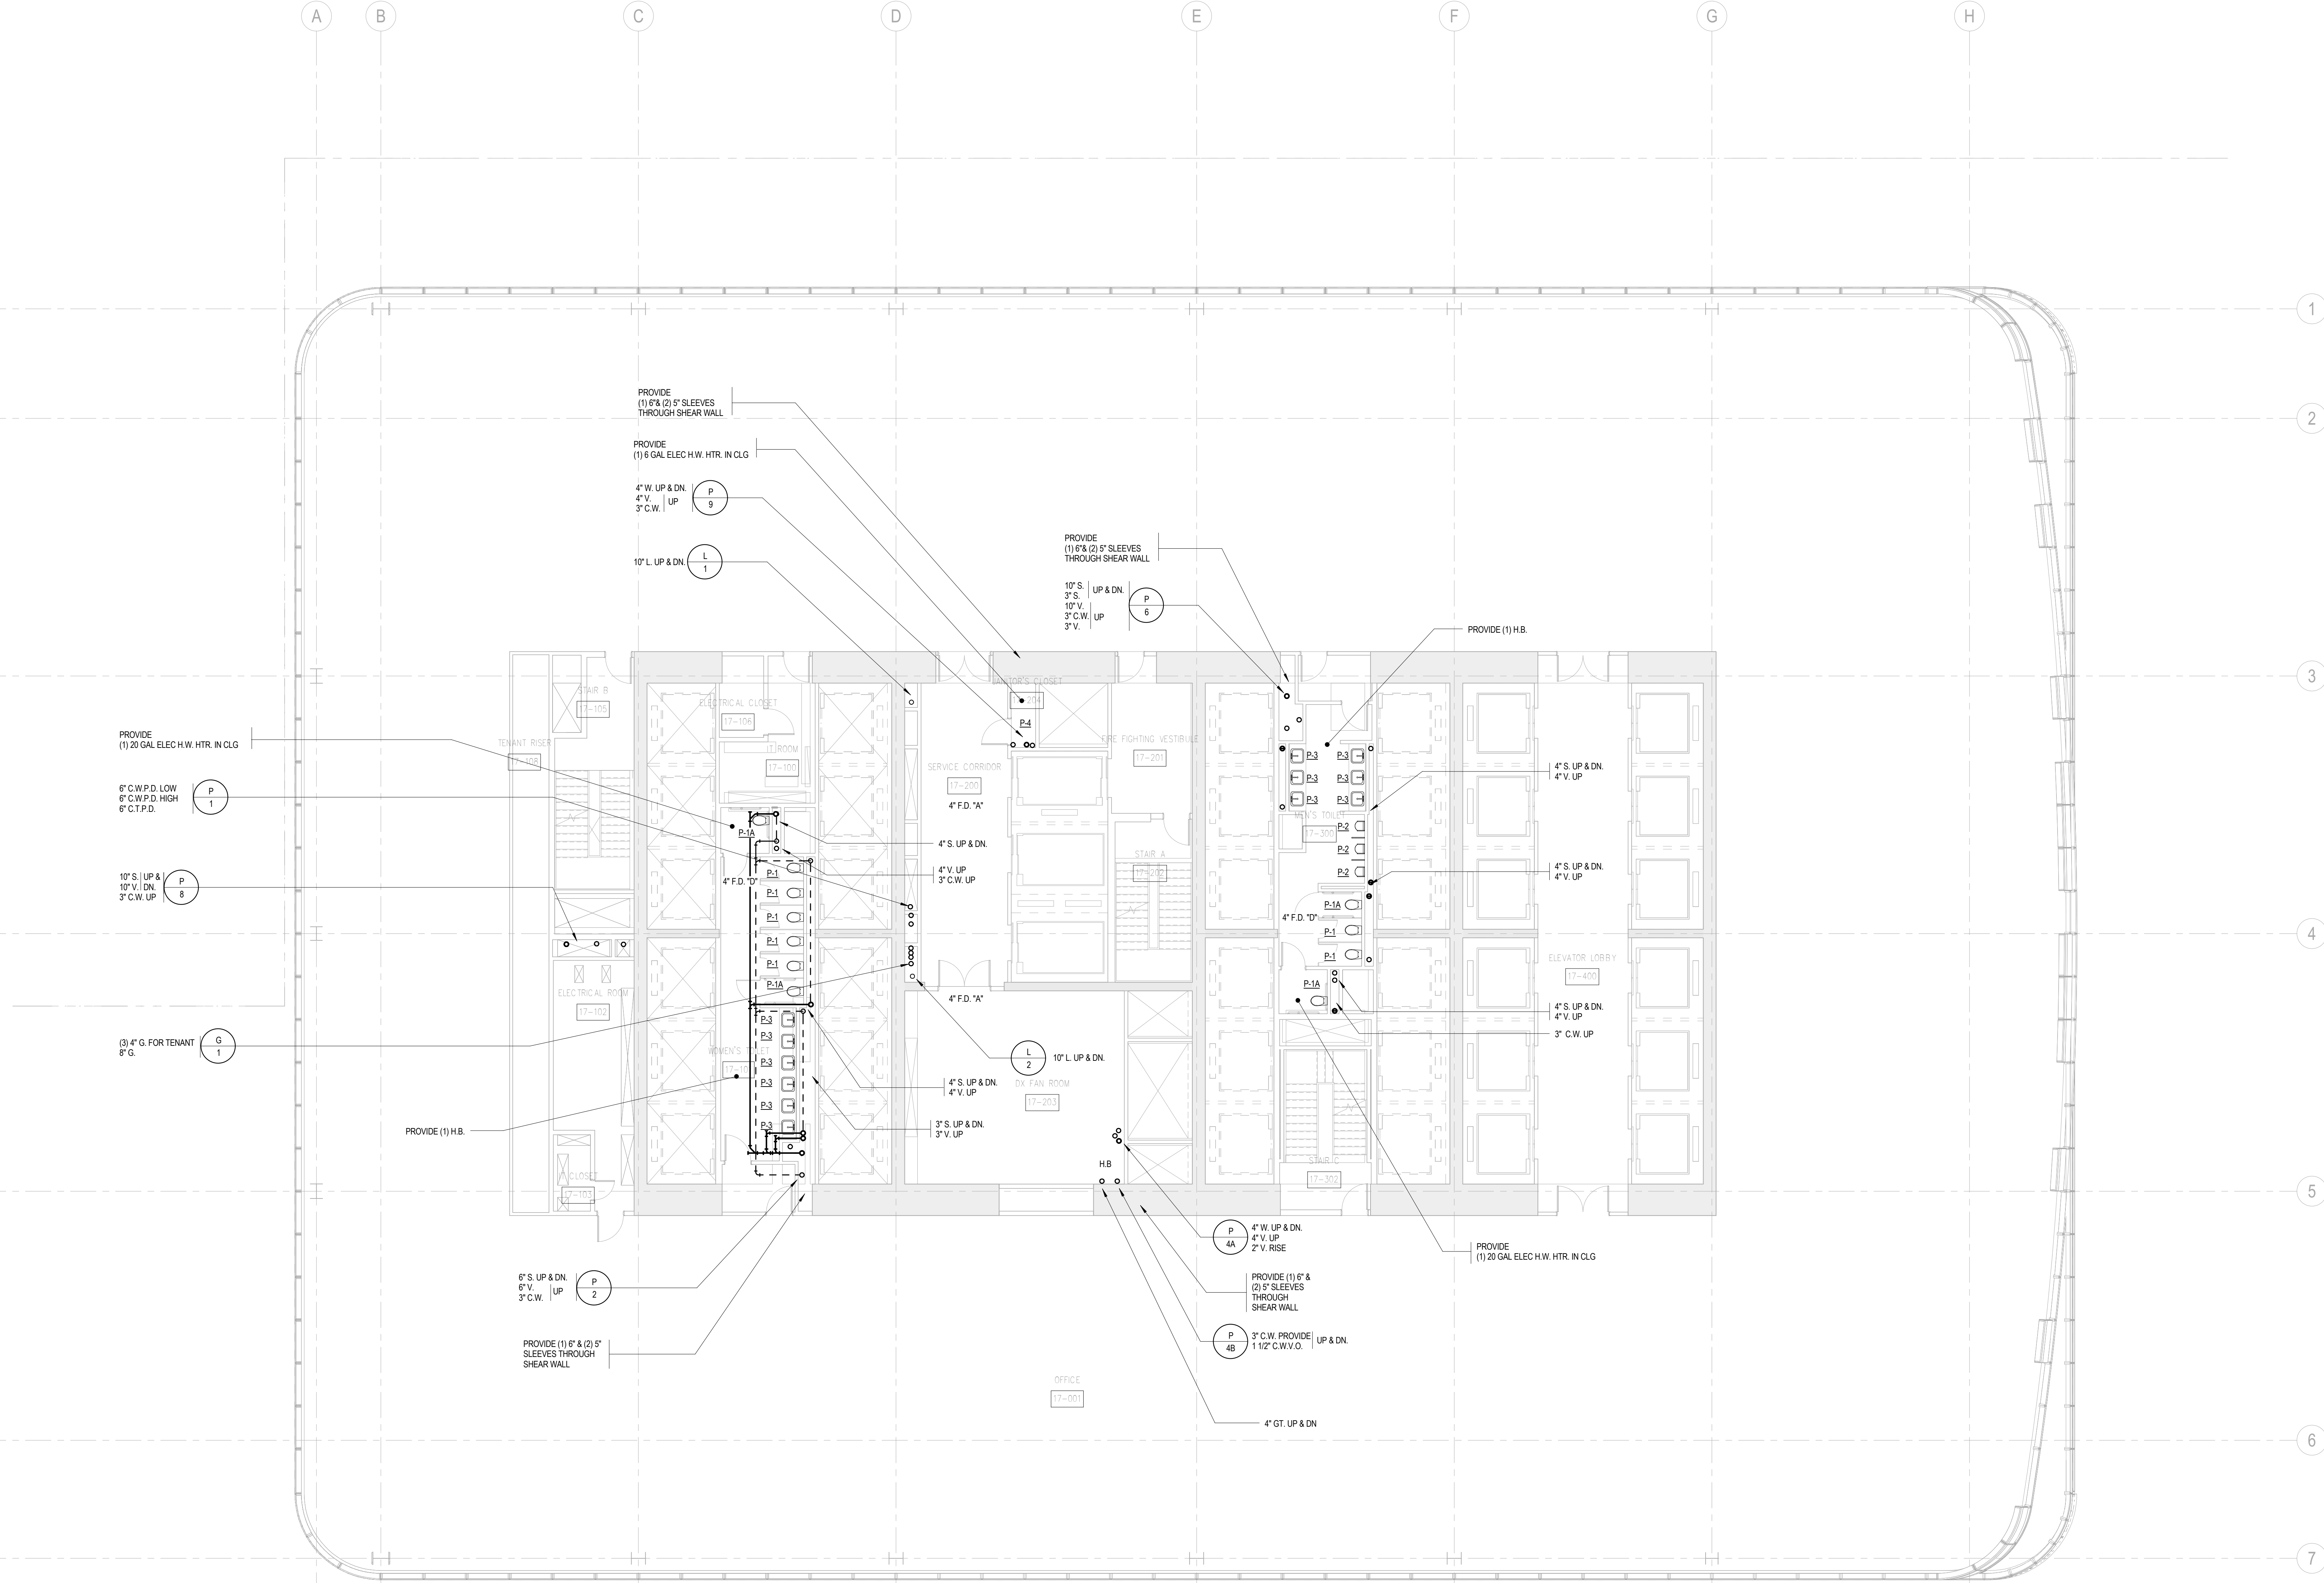 A
B
C
D
E
F
G
H
1
2
3
4
5
6
7
PROVIDE
(1) 6"& (2) 5" SLEEVES
THROUGH SHEAR WALL
PROVIDE
(1) 6 GAL ELEC H.W. HTR. IN CLG
4" W. UP & DN.
4" V.
3" C.W.
UP
P
9
10" L. UP & DN.
L
1
PROVIDE
(1) 6"& (2) 5" SLEEVES
THROUGH SHEAR WALL
10" S.
3" S.
UP & DN.
10" V.
3" C.W.
3" V.
UP
P
6
PROVIDE (1) H.B.
PROVIDE
(1) 20 GAL ELEC H.W. HTR. IN CLG
6" C.W.P.D. LOW
6" C.W.P.D. HIGH
6" C.T.P.D.
P
1
10" S.
10" V.
UP &
DN.
3" C.W. UP
P
8
(3) 4" G. FOR TENANT
8" G.
G
1
PROVIDE (1) H.B.
6" S. UP & DN.
6" V.
3" C.W.
UP
P
2
PROVIDE (1) 6" & (2) 5"
SLEEVES THROUGH
SHEAR WALL
STAIR B
17-105
TENANT RISER
17-108
ELECTRICAL CLOSET
17-106
IT ROOM
17-100
P-1A
4" F.D. "D"
P-1
P-1
P-1
P-1
P-1
P-1A
P-3
P-3
P-3
P-3
P-3
P-3
WOMEN'S TOILET
ELECTRICAL ROOM
17-102
CLOSET
17-103
4" S. UP & DN.
4" V. UP
3" C.W. UP
4" S. UP & DN.
4" V. UP
3" S. UP & DN.
3" V. UP
JANITOR'S CLOSET
P-4
SERVICE CORRIDOR
17-200
4" F.D. "A"
FIRE FIGHTING VESTIBULE
17-201
STAIR A
17-202
4" F.D. "A"
L
2
10" L. UP & DN.
DX FAN ROOM
17-203
H.B
P
4A
4" W. UP & DN.
4" V. UP
2" V. RISE
PROVIDE (1) 6" &
(2) 5" SLEEVES
THROUGH
SHEAR WALL
P
4B
3" C.W. PROVIDE
1 1/2" C.W.V.O.
UP & DN.
4" GT. UP & DN
OFFICE
17-001
P-3
P-3
P-3
P-3
P-3
P-3
MEN'S TOILET
17-300
P-2
P-2
P-2
P-1A
4" F.D. "D"
P-1
P-1
P-1A
STAIR C
17-302
4" S. UP & DN.
4" V. UP
4" S. UP & DN.
4" V. UP
ELEVATOR LOBBY
17-400
4" S. UP & DN.
4" V. UP
3" C.W. UP
PROVIDE
(1) 20 GAL ELEC H.W. HTR. IN CLG